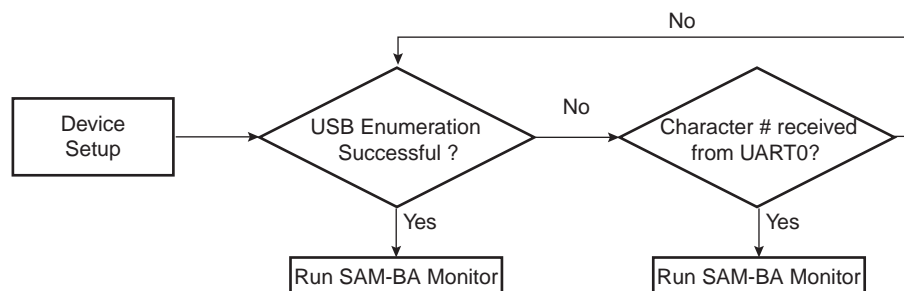 No
Device
Setup
USB Enumeration
Successful ?
No
Character # received
from UART0?
Yes
Yes
Run SAM-BA Monitor
Run SAM-BA Monitor